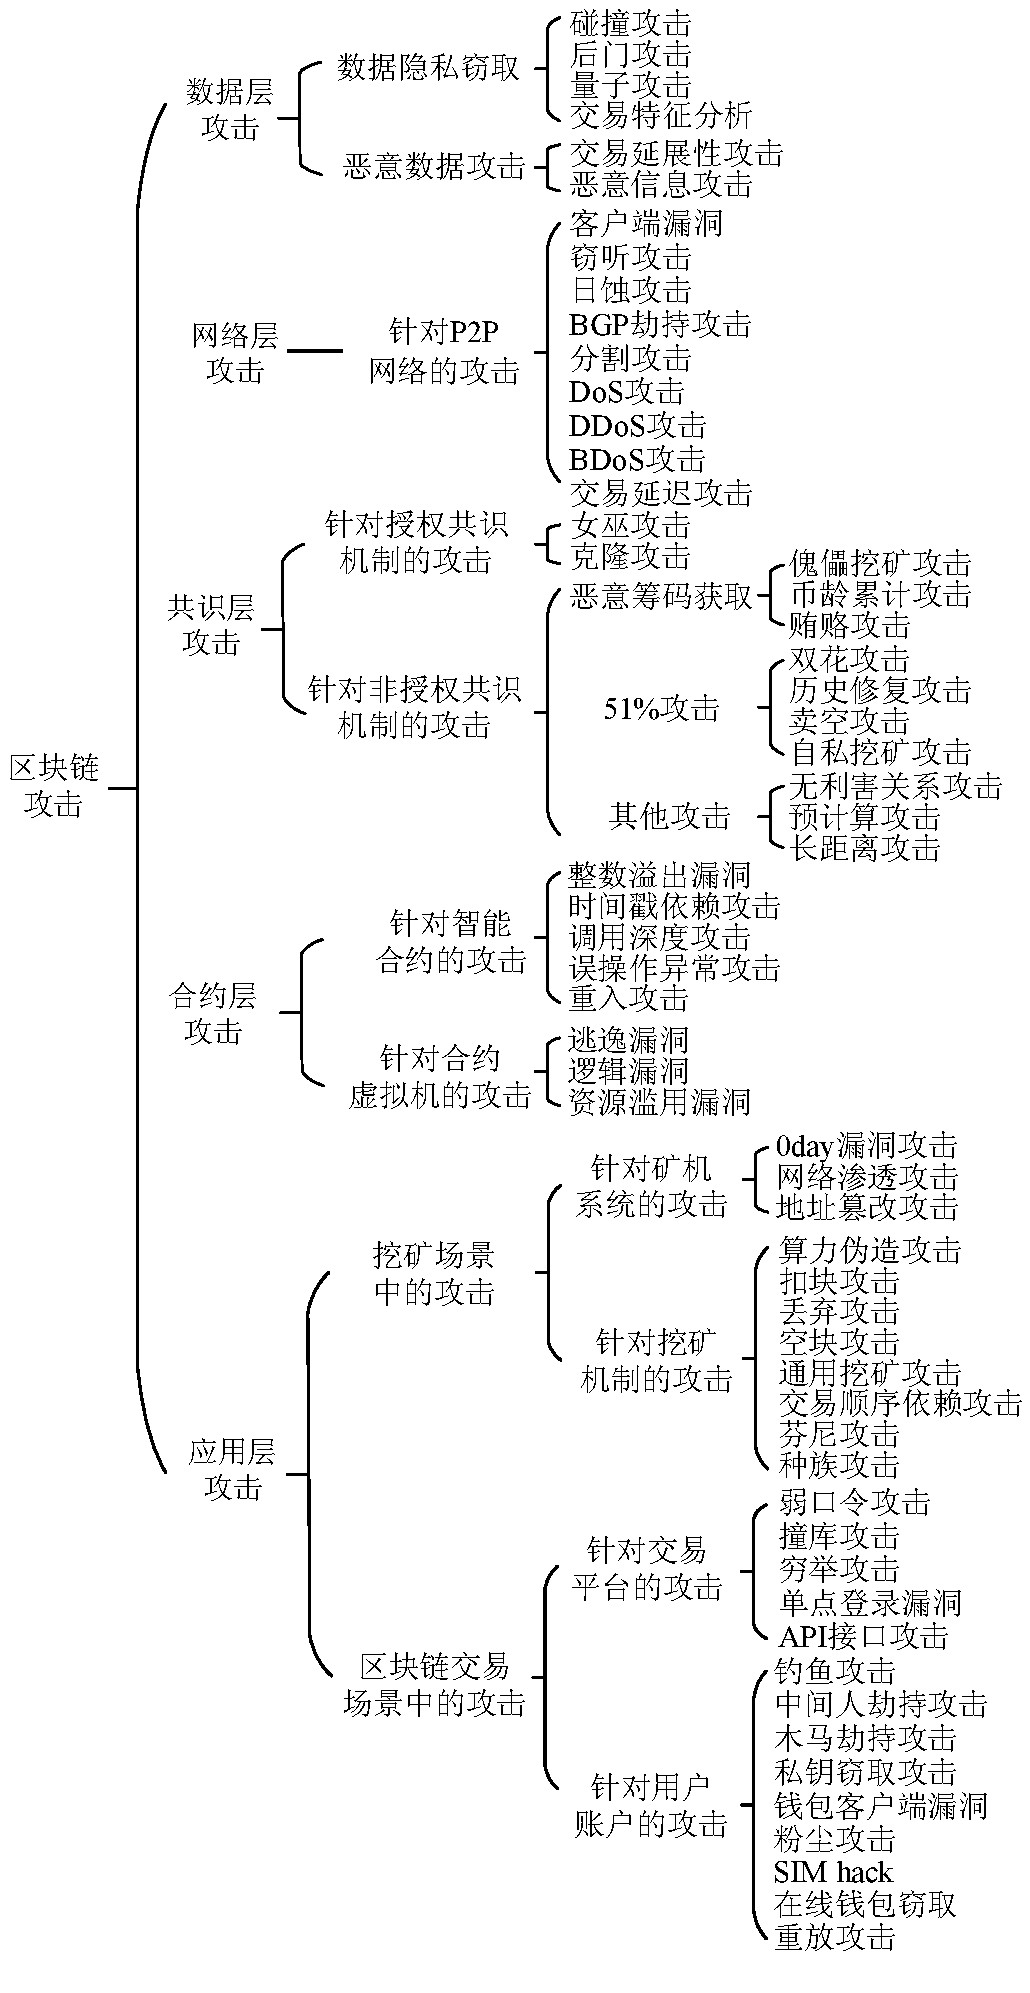 区块链
攻击
数据层
攻击
数据隐私窃取
碰撞攻击
后门攻击
量子攻击
交易特征分析
恶意数据攻击
交易延展性攻击
恶意信息攻击
网络层
攻击
针对P2P
网络的攻击
客户端漏洞
窃听攻击
日蚀攻击
BGP劫持攻击
分割攻击
DoS攻击
DDoS攻击
BDoS攻击
交易延迟攻击
共识层
攻击
针对授权共识
机制的攻击
女巫攻击
克隆攻击
针对非授权共识
机制的攻击
恶意筹码获取
傀儡挖矿攻击
币龄累计攻击
贿赂攻击
51%攻击
双花攻击
历史修复攻击
卖空攻击
自私挖矿攻击
其他攻击
无利害关系攻击
预计算攻击
长距离攻击
合约层
攻击
针对智能
合约的攻击
整数溢出漏洞
时间戳依赖攻击
调用深度攻击
误操作异常攻击
重入攻击
针对合约
虚拟机的攻击
逃逸漏洞
逻辑漏洞
资源滥用漏洞
应用层
攻击
挖矿场景
中的攻击
针对矿机
系统的攻击
0day漏洞攻击
网络渗透攻击
地址篡改攻击
针对挖矿
机制的攻击
算力伪造攻击
扣块攻击
丢弃攻击
空块攻击
通用挖矿攻击
交易顺序依赖攻击
芬尼攻击
种族攻击
区块链交易
场景中的攻击
针对交易
平台的攻击
弱口令攻击
撞库攻击
穷举攻击
单点登录漏洞
API接口攻击
针对用户
账户的攻击
钓鱼攻击
中间人劫持攻击
木马劫持攻击
私钥窃取攻击
钱包客户端漏洞
粉尘攻击
SIM hack
在线钱包窃取
重放攻击